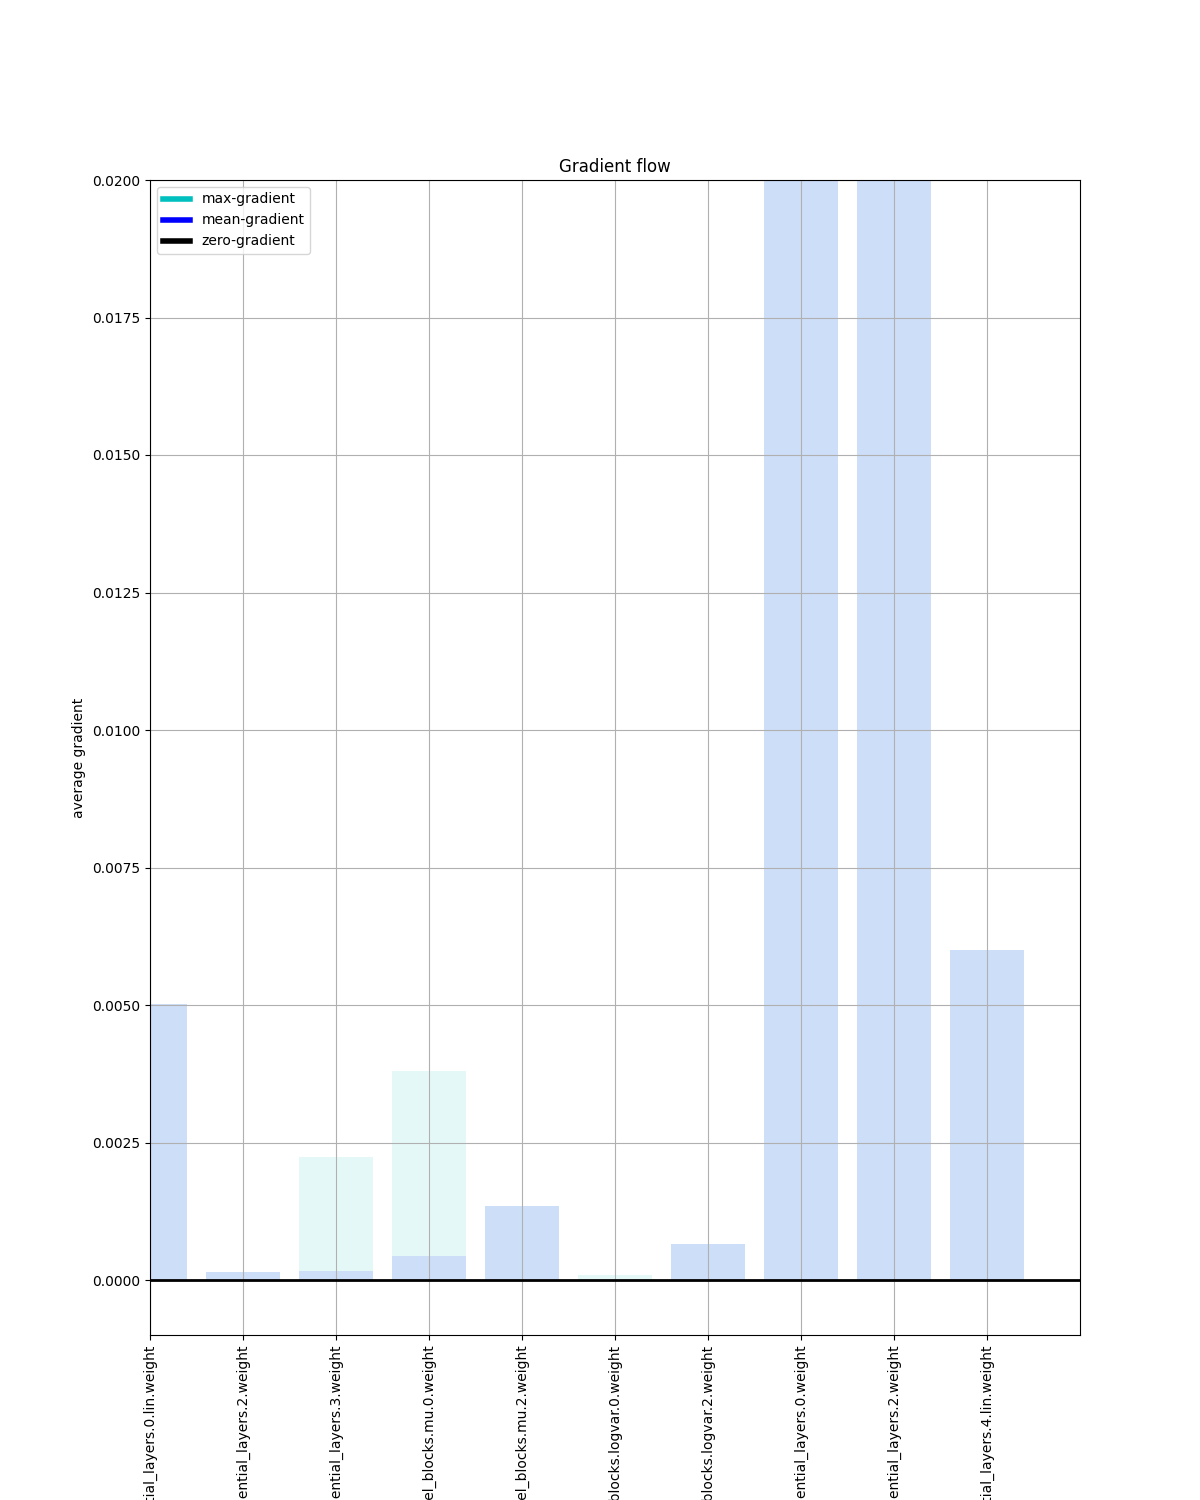 Gradient flow
max-gradient
mean-gradient
zero-gradient
0.0200
0.0175
0.0150
0.0125
0.0100
0.0075
0.0050
0.0025
0.0000
average gradient
tial_layers.0.lin.weight
ential_layers.2.weight
ential_layers.3.weight
el_blocks.mu.0.weight
el_blocks.mu.2.weight
blocks.logvar.0.weight
blocks.logvar.2.weight
ential_layers.0.weight
ential_layers.2.weight
tial_layers.4.lin.weight